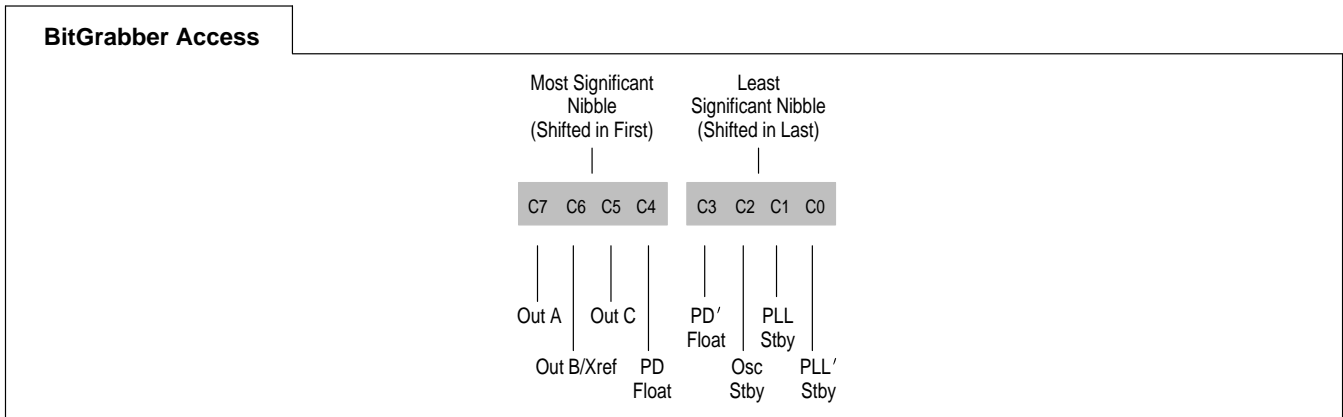 BitGrabber Access
Most Significant
Nibble
(Shifted in First)
Least
Significant Nibble
(Shifted in Last)
C7 C6 C5 C4
C3 C2 C1 C0
Out A
Out B/Xref
Out C
PD
Float
PD′
Float
Osc
Stby
PLL
Stby
PLL′
Stby